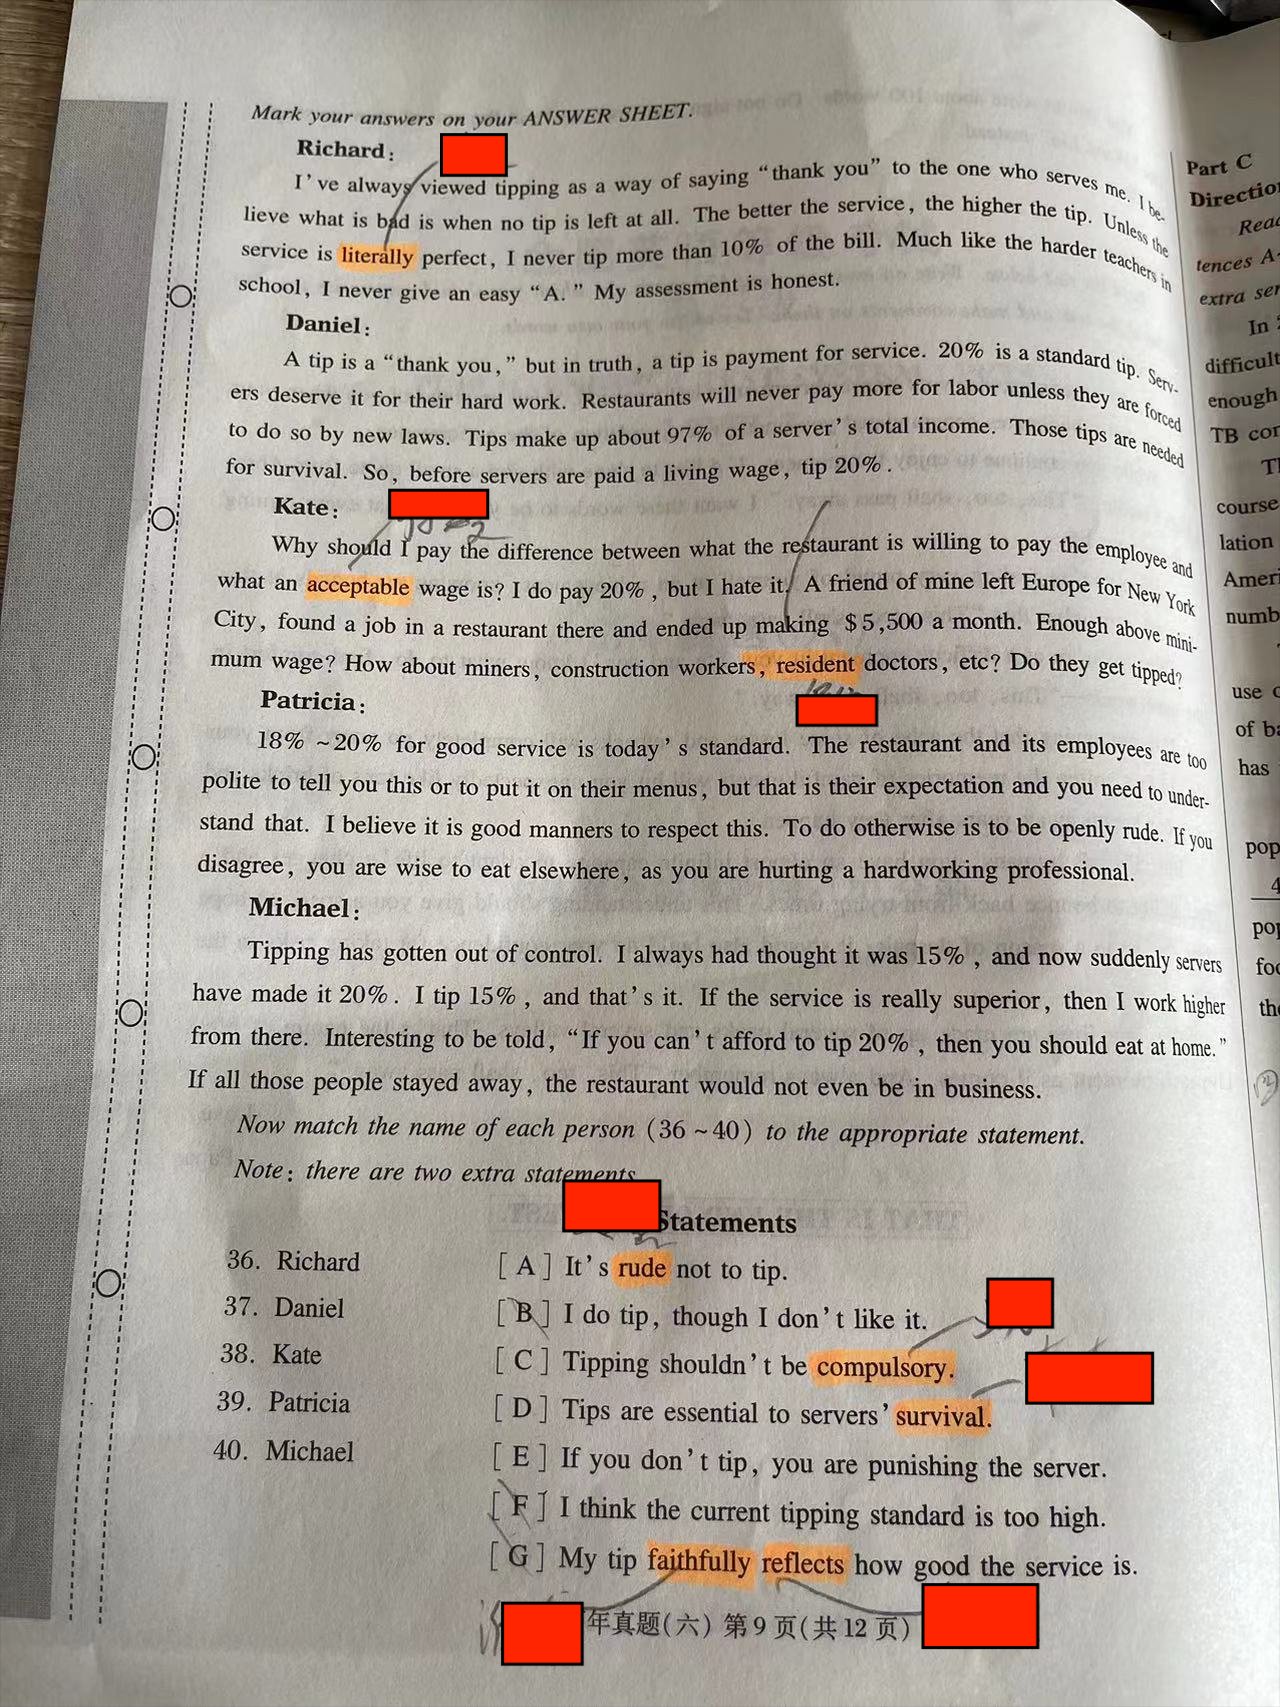 Mark your answers on your ANSWER SHEET.
Richard:
I've always viewed tipping as a way of saying “thank you” to the one who serves me. I be-
lieve what is bad is when no tip is left at all. The better the service, the higher the tip. Unless the
service is literally perfect, I never tip more than 10% of the bill. Much like the harder teachers in
school, I never give an easy “A.” My assessment is honest.
Daniel:
A tip is a “thank you,” but in truth, a tip is payment for service. 20% is a standard tip. Serv-
ers deserve it for their hard work. Restaurants will never pay more for labor unless they are forced
to do so by new laws. Tips make up about 97% of a server's total income. Those tips are needed
for survival. So, before servers are paid a living wage, tip 20%.
Kate:
Why should I pay the difference between what the restaurant is willing to pay the employee and
what an acceptable wage is? I do pay 20%, but I hate it. A friend of mine left Europe for New York
City, found a job in a restaurant there and ended up making $5,500 a month. Enough above mini-
mum wage? How about miners, construction workers, resident doctors, etc? Do they get tipped?
Patricia:
18% ~20% for good service is today's standard. The restaurant and its employees are too
polite to tell you this or to put it on their menus, but that is their expectation and you need to under-
stand that. I believe it is good manners to respect this. To do otherwise is to be openly rude. If you
disagree, you are wise to eat elsewhere, as you are hurting a hardworking professional.
Michael:
Tipping has gotten out of control. I always had thought it was 15%, and now suddenly servers
have made it 20%. I tip 15%, and that's it. If the service is really superior, then I work higher
from there. Interesting to be told, “If you can't afford to tip 20%, then you should eat at home.”
If all those people stayed away, the restaurant would not even be in business.
Now match the name of each person (36 ~40) to the appropriate statement.
Note: there are two extra statements
Statements
36. Richard [ A ] It's rude not to tip.
37. Daniel [ B ] I do tip, though I don't like it.
38. Kate [ C ] Tipping shouldn't be compulsory.
39. Patricia [ D ] Tips are essential to servers' survival.
40. Michael [ E ] If you don't tip, you are punishing the server.
[ F ] I think the current tipping standard is too high.
[ G ] My tip faithfully reflects how good the service is.
年真题(六) 第9页(共12页)
Part C
Read
tences A
extra ser
In
difficult
enough
TB cor
course
lation
Amer
numb
use
of ba
has
pop
4
pop
foo
the